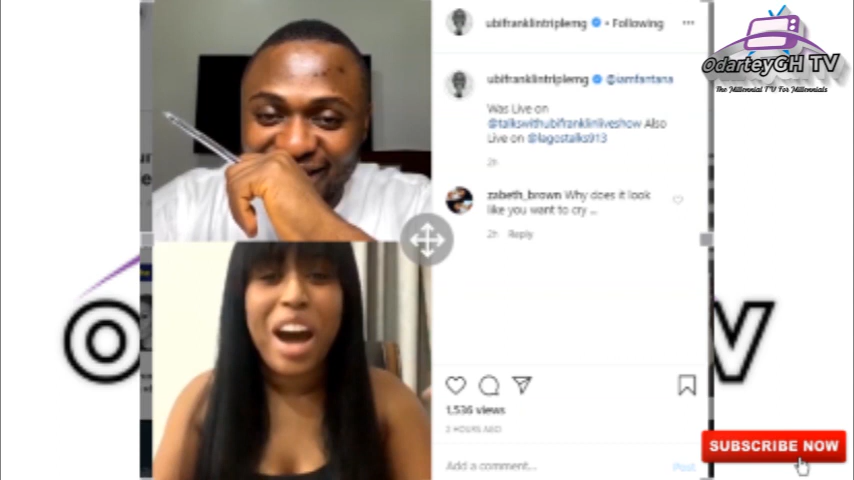 ubifranklintriplemg • Following
ubifranklintriplemg @iamfantana
Was Live on
@talkswithubifranklinliveshow Also
Live on @lagostalks913
2h
zabeth_brown Why does it look
like you want to cry ...
2h Reply
1,536 views
2 HOURS AGO
Add a comment... Post
OdarteyGH TV
The Millennial TV For Millennials
SUBSCRIBE NOW
O
V